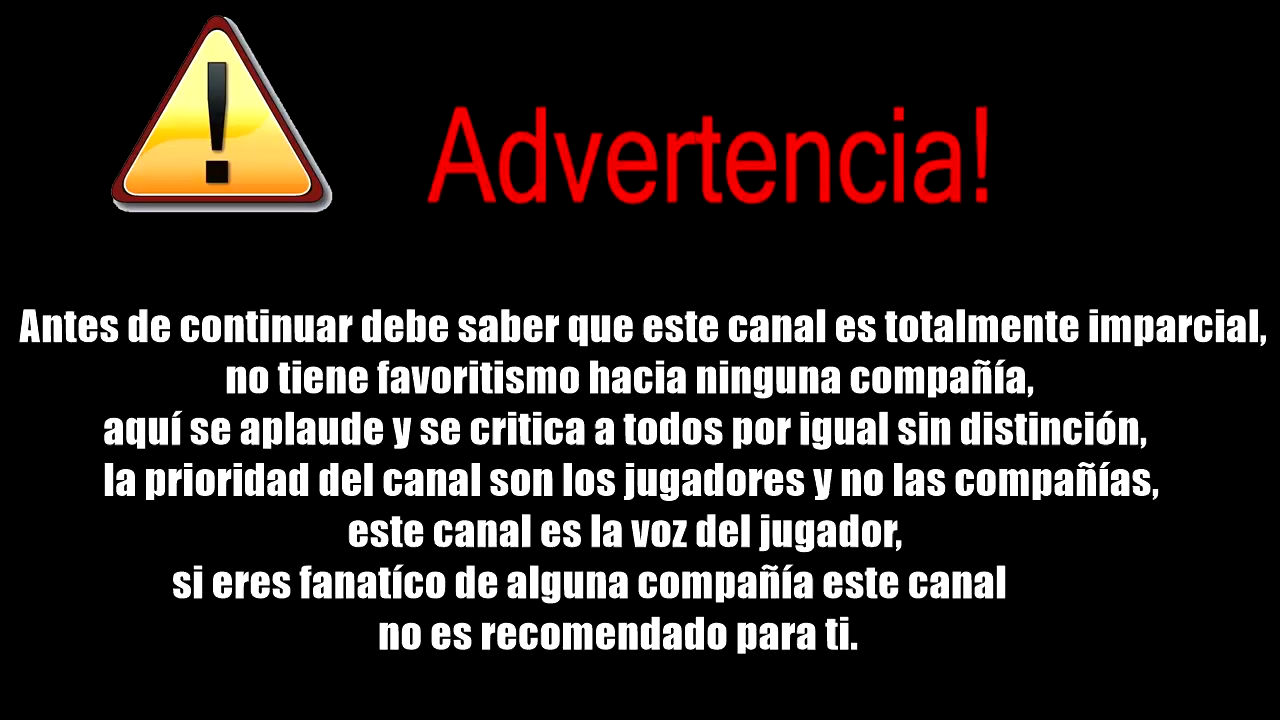 Advertencia!
Antes de continuar debe saber que este canal es totalmente imparcial,
no tiene favoritismo hacia ninguna compañía,
aquí se aplaude y se critica a todos por igual sin distinción,
la prioridad del canal son los jugadores y no las compañías,
este canal es la voz del jugador,
si eres fanatíco de alguna compañía este canal
no es recomendado para ti.